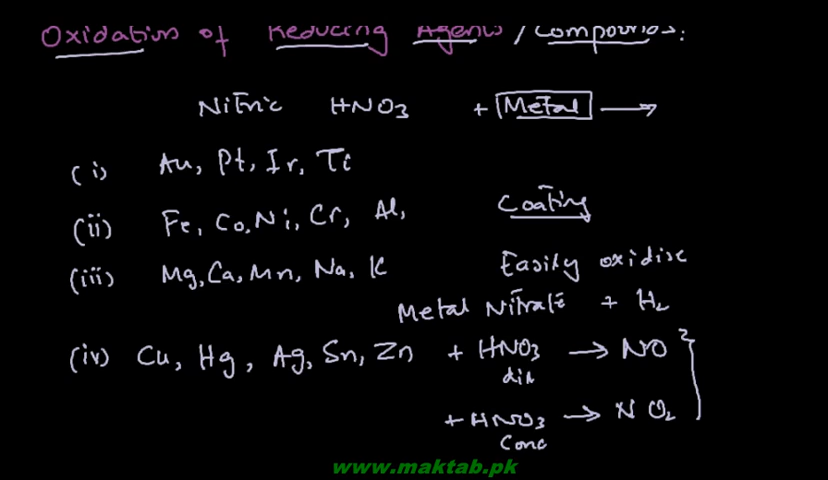 Oxidation of Reducing Agents / Compounds:
Nitric HNO3 + Metal →
(i) Au, Pt, Ir, Ti
(ii) Fe, Co, Ni, Cr, Al, Coating
(iii) Mg, Ca, Mn, Na, K Easily oxidise
Metal Nitrate + H2
(iv) Cu, Hg, Ag, Sn, Zn + HNO3 → NO
dil
+ HNO3 → NO2
Conc
www.maktab.pk